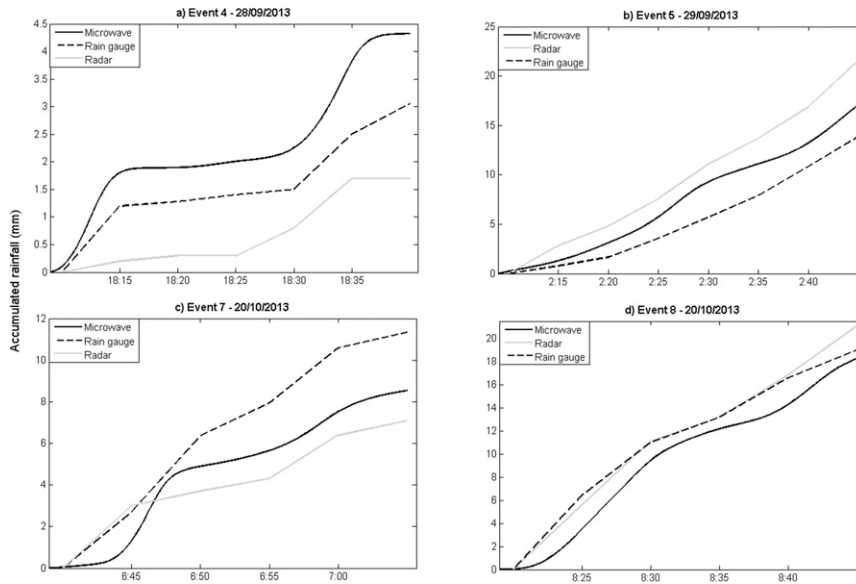 Accumulated rainfall (mm)
a) Event 4 - 28/09/2013
Microwave
Rain gauge
Radar
4.5
4
3.5
3
2.5
2
1.5
1
0.5
0
18:15 18:20 18:25 18:30 18:35
b) Event 5 - 29/09/2013
Microwave
Radar
Rain gauge
25
20
15
10
5
0
2:15 2:20 2:25 2:30 2:35 2:40
c) Event 7 - 20/10/2013
Microwave
Rain gauge
Radar
12
10
8
6
4
2
0
6:45 6:50 6:55 7:00
d) Event 8 - 20/10/2013
Microwave
Radar
Rain gauge
20
18
16
14
12
10
8
6
4
2
0
8:25 8:30 8:35 8:40